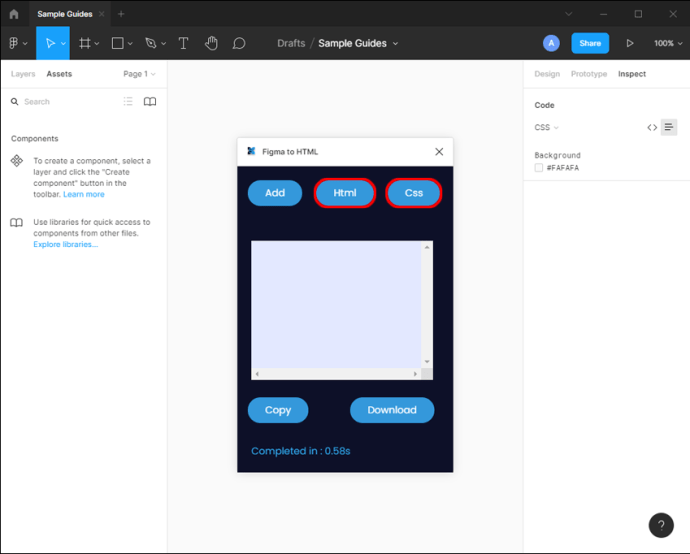 Sample Guides
Drafts / Sample Guides
A
Share
100%
Layers
Assets
Page 1
Search
Components
To create a component, select a
layer and click the "Create
component" button in the
toolbar. Learn more
Use libraries for quick access to
components from other files.
Explore libraries...
Figma to HTML
Add
Html
Css
Copy
Download
Completed in : 0.58s
Design
Prototype
Inspect
Code
CSS
Background
#FAFAFA
?